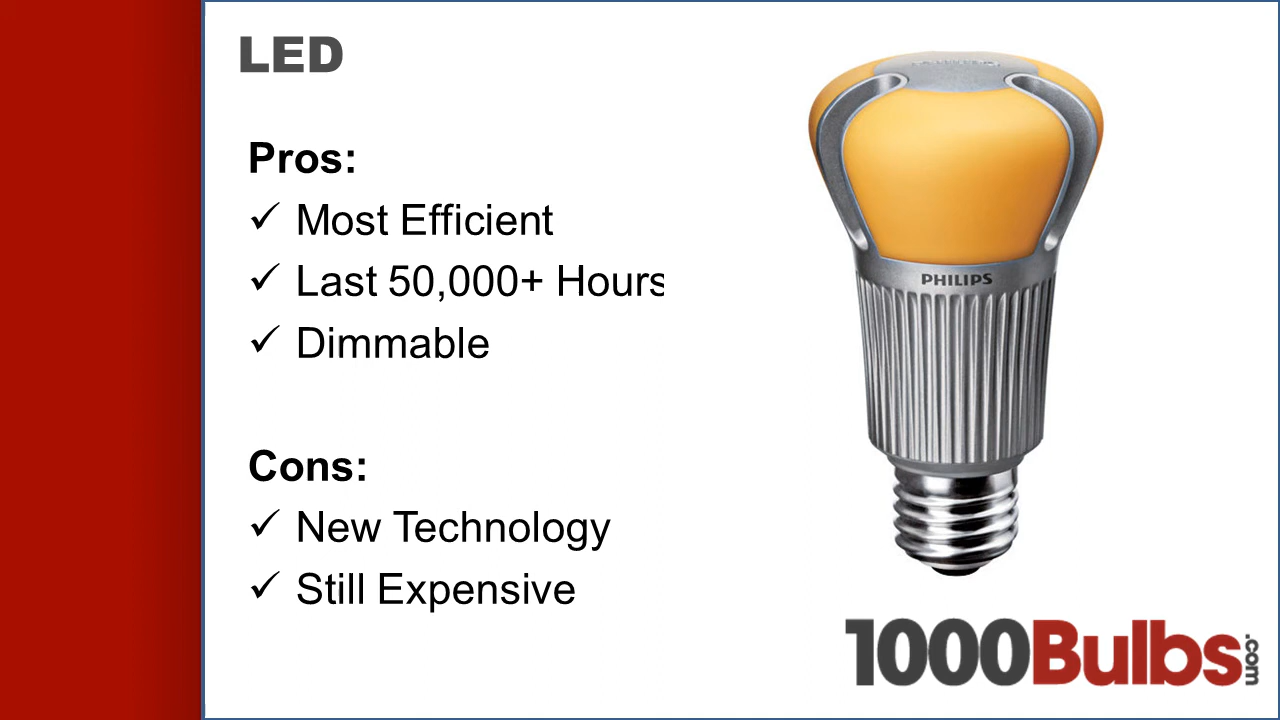 LED
Pros:
✓ Most Efficient
✓ Last 50,000+ Hours
✓ Dimmable
Cons:
✓ New Technology
✓ Still Expensive
PHILIPS
1000Bulbs.com